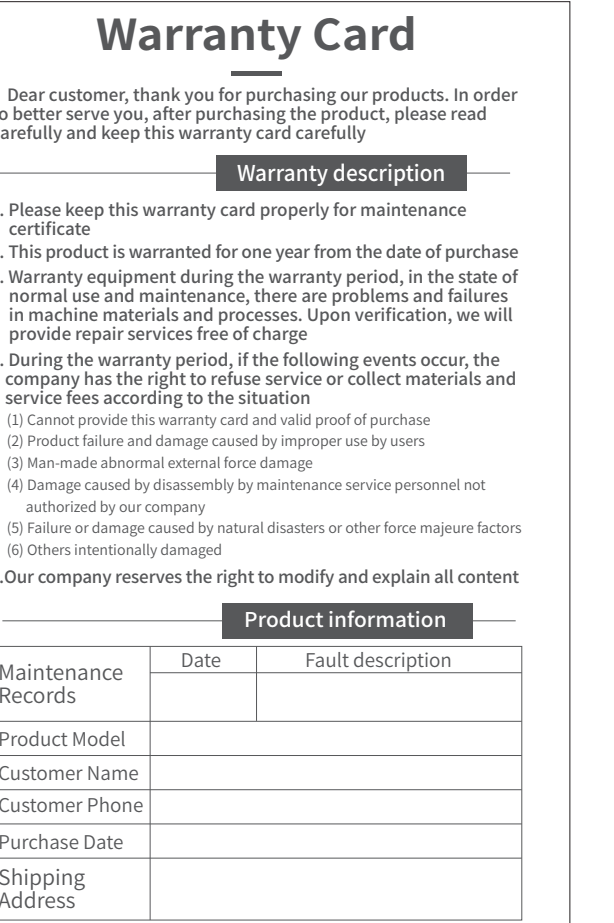 Warranty Card
Dear customer, thank you for purchasing our products. In order
o better serve you, after purchasing the product, please read
arefully and keep this warranty card carefully
Warranty description
. Please keep this warranty card properly for maintenance
certificate
. This product is warranted for one year from the date of purchase
. Warranty equipment during the warranty period, in the state of
normal use and maintenance, there are problems and failures
in machine materials and processes. Upon verification, we will
provide repair services free of charge
. During the warranty period, if the following events occur, the
company has the right to refuse service or collect materials and
service fees according to the situation
(1) Cannot provide this warranty card and valid proof of purchase
(2) Product failure and damage caused by improper use by users
(3) Man-made abnormal external force damage
(4) Damage caused by disassembly by maintenance service personnel not
authorized by our company
(5) Failure or damage caused by natural disasters or other force majeure factors
(6) Others intentionally damaged
.Our company reserves the right to modify and explain all content
Product information
Maintenance
Records
Date
Fault description
Product Model
Customer Name
Customer Phone
Purchase Date
Shipping
Address